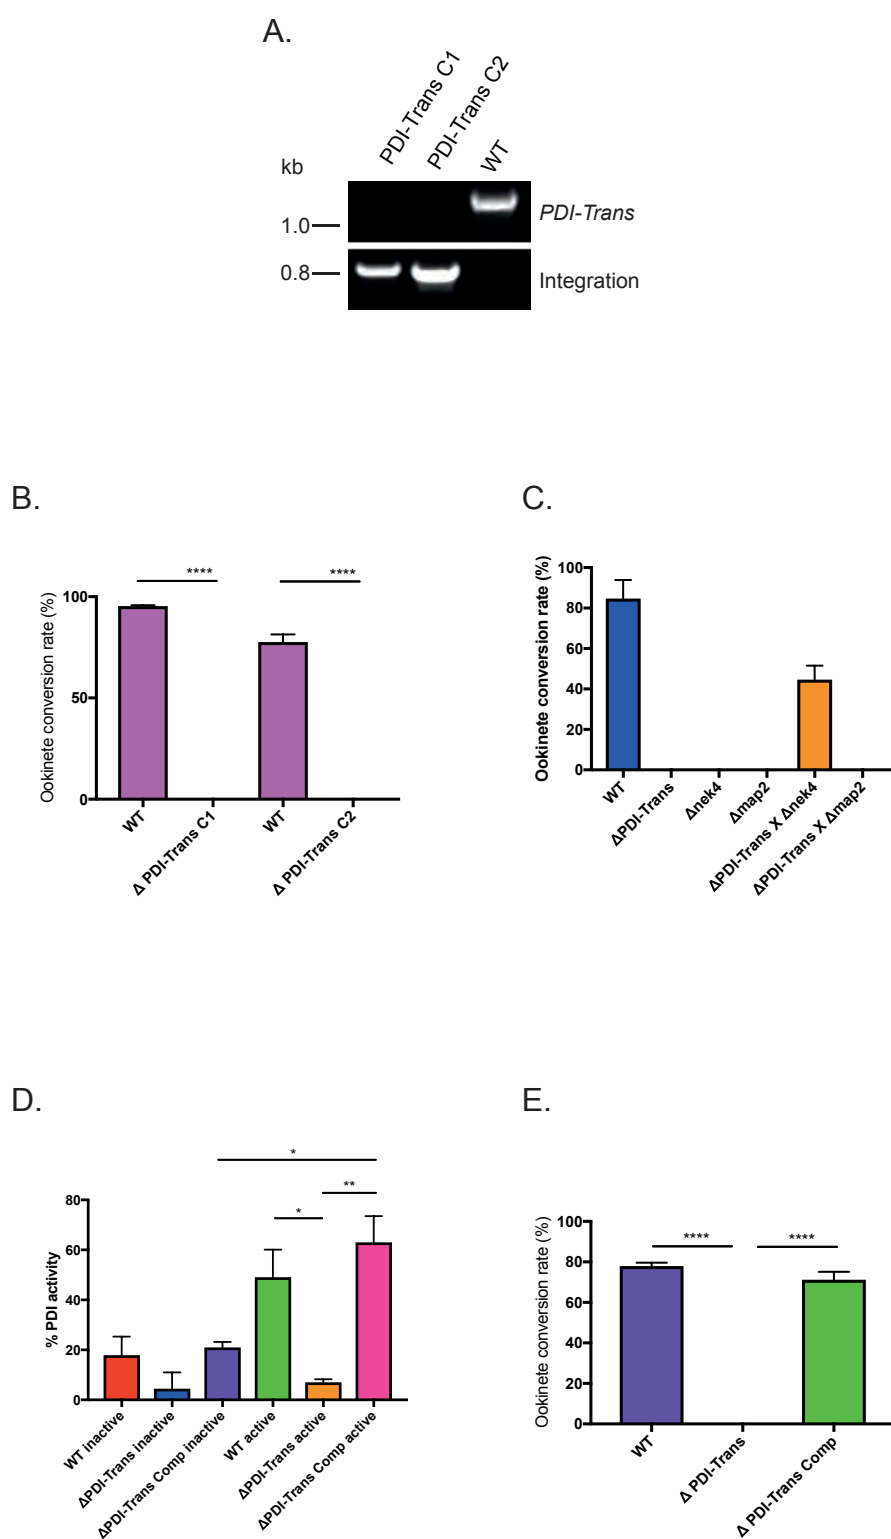 A.
PDI-Trans C1
PDI-Trans C2
WT
kb
1.0
PDI-Trans
0.8
Integration
B.
Ookinete conversion rate (%)
100
50
0
****
****
WT
Δ PDI-Trans C1
WT
Δ PDI-Trans C2
C.
Ookinete conversion rate (%)
100
80
60
40
20
0
WT
ΔPDI-Trans
Δnek4
Δmap2
ΔPDI-Trans X Δnek4
ΔPDI-Trans X Δmap2
D.
% PDI activity
80
60
40
20
0
*
*
**
WT inactive
ΔPDI-Trans inactive
ΔPDI-Trans Comp inactive
WT active
ΔPDI-Trans active
ΔPDI-Trans Comp active
E.
Ookinete conversion rate (%)
100
80
60
40
20
0
****
****
WT
Δ PDI-Trans
Δ PDI-Trans Comp